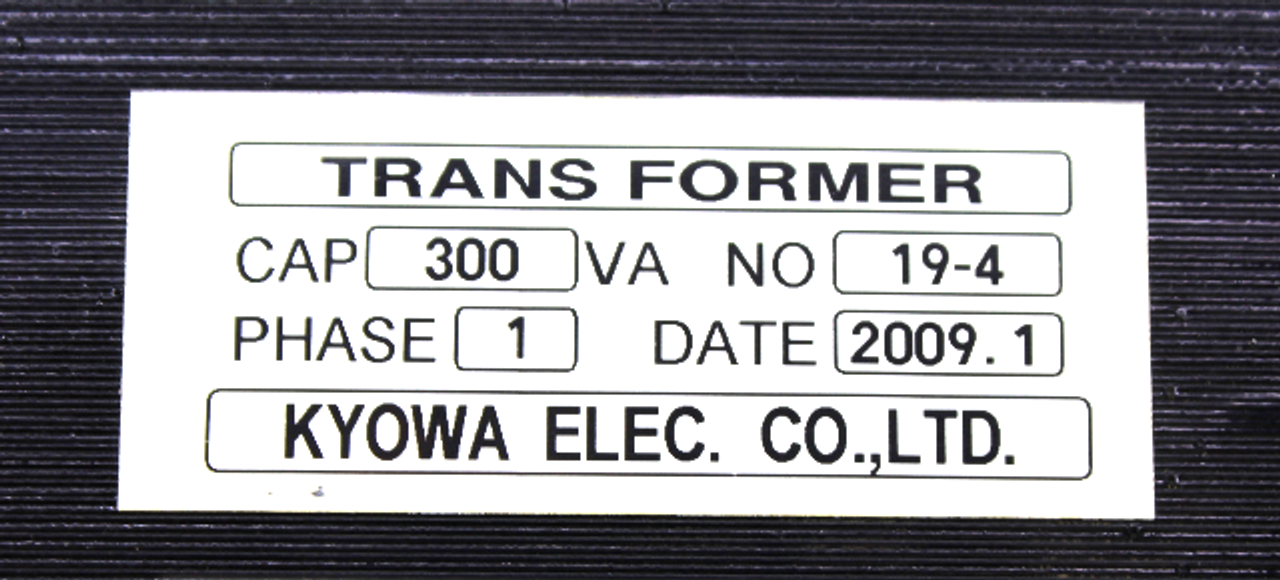 TRANS FORMER
CAP 300 VA NO 19-4
PHASE 1 DATE 2009.1
KYOWA ELEC. CO.,LTD.